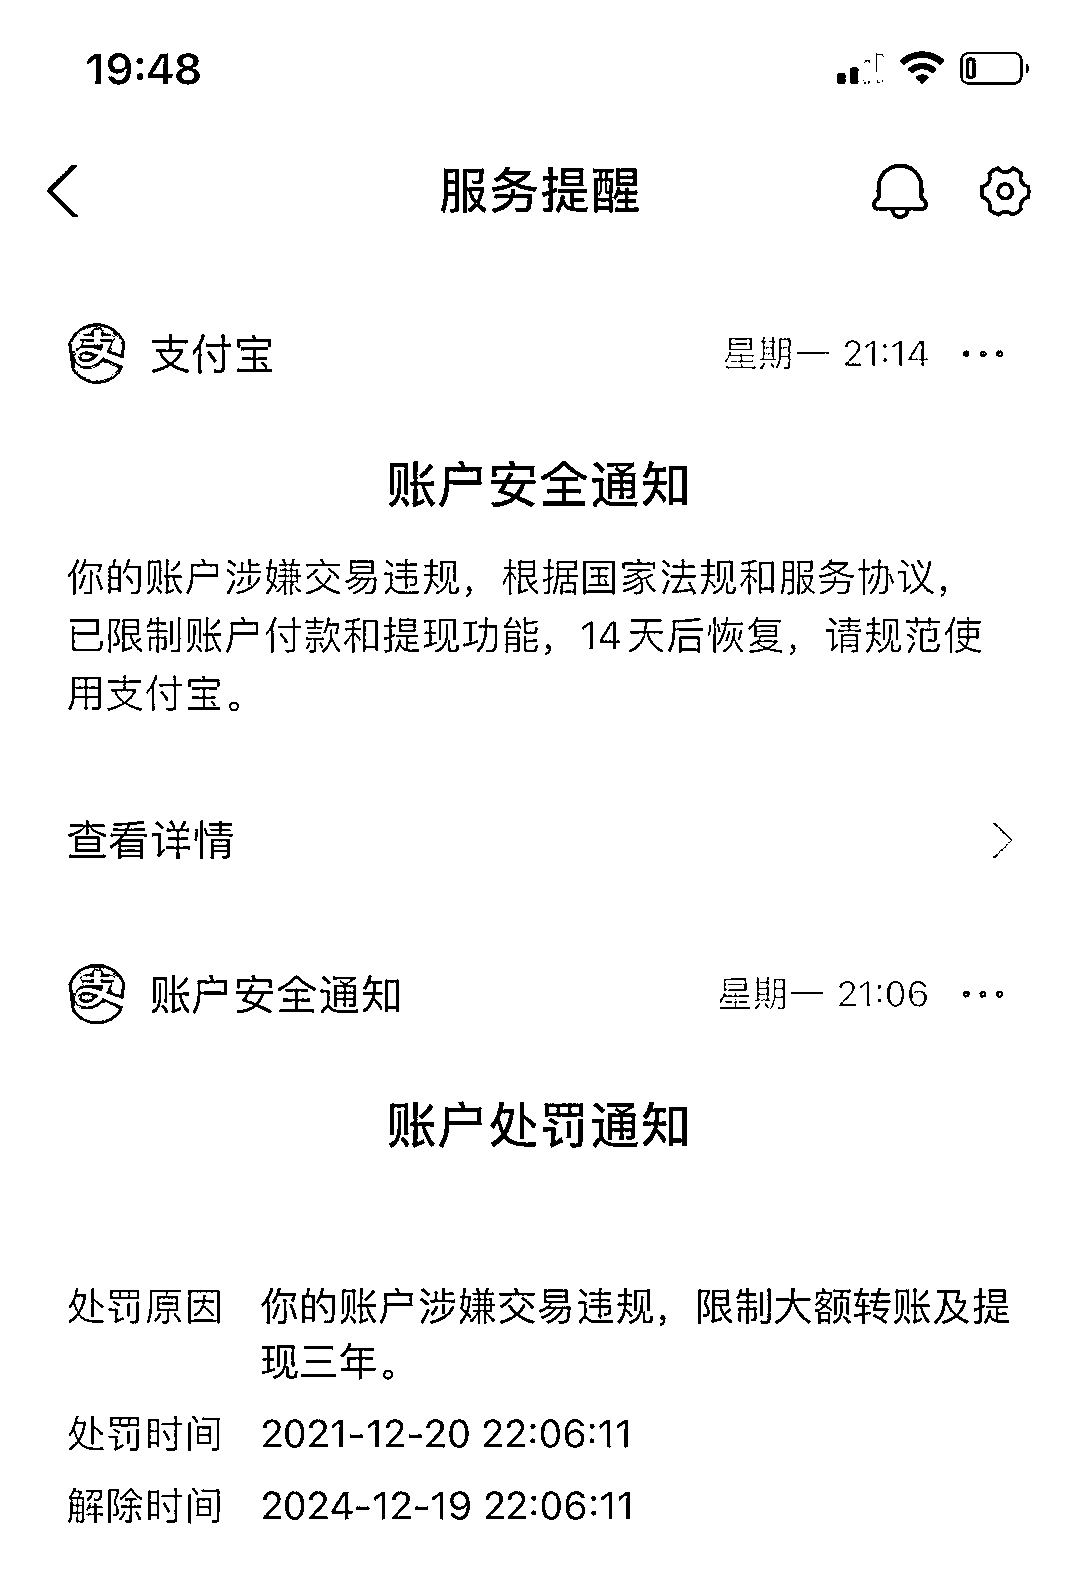 19:48
服务提醒
支付宝 星期一 21:14
账户安全通知
你的账户涉嫌交易违规，根据国家法规和服务协议，
已限制账户付款和提现功能，14天后恢复，请规范使
用支付宝。
查看详情
账户安全通知 星期一 21:06
账户处罚通知
处罚原因 你的账户涉嫌交易违规，限制大额转账及提
现三年。
处罚时间 2021-12-20 22:06:11
解除时间 2024-12-19 22:06:11